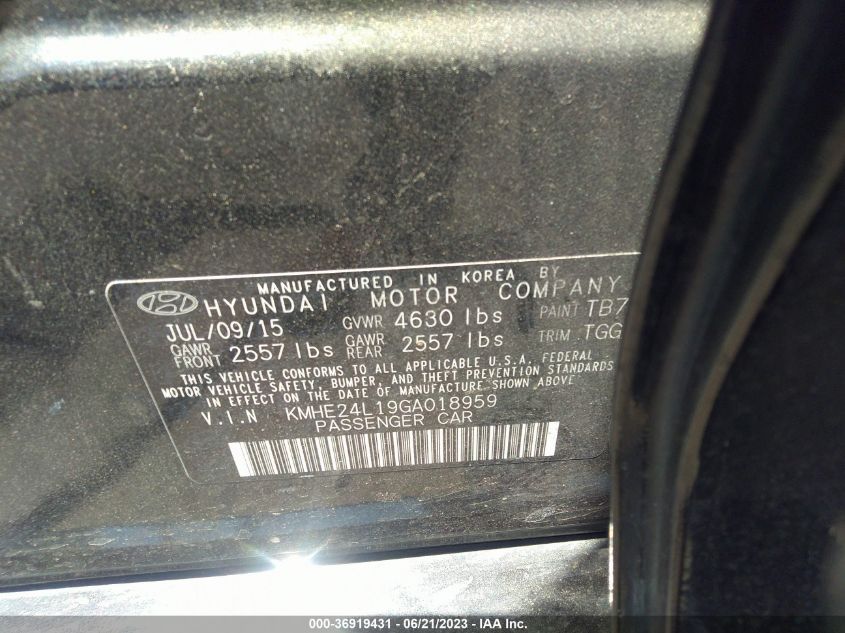 MANUFACTURED IN KOREA BY
HYUNDAI MOTOR COMPANY
JUL/09/15 GVWR 4630 lbs PAINT TB7
GAWR FRONT 2557 lbs GAWR REAR 2557 lbs TRIM .TGG
THIS VEHICLE CONFORMS TO ALL APPLICABLE U.S.A. FEDERAL
MOTOR VEHICLE SAFETY, BUMPER, AND THEFT PREVENTION STANDARDS
IN EFFECT ON THE DATE OF MANUFACTURE SHOWN ABOVE
V.I.N KMHE24L19GA018959
PASSENGER CAR
000-36919431 - 06/21/2023 - IAA Inc.